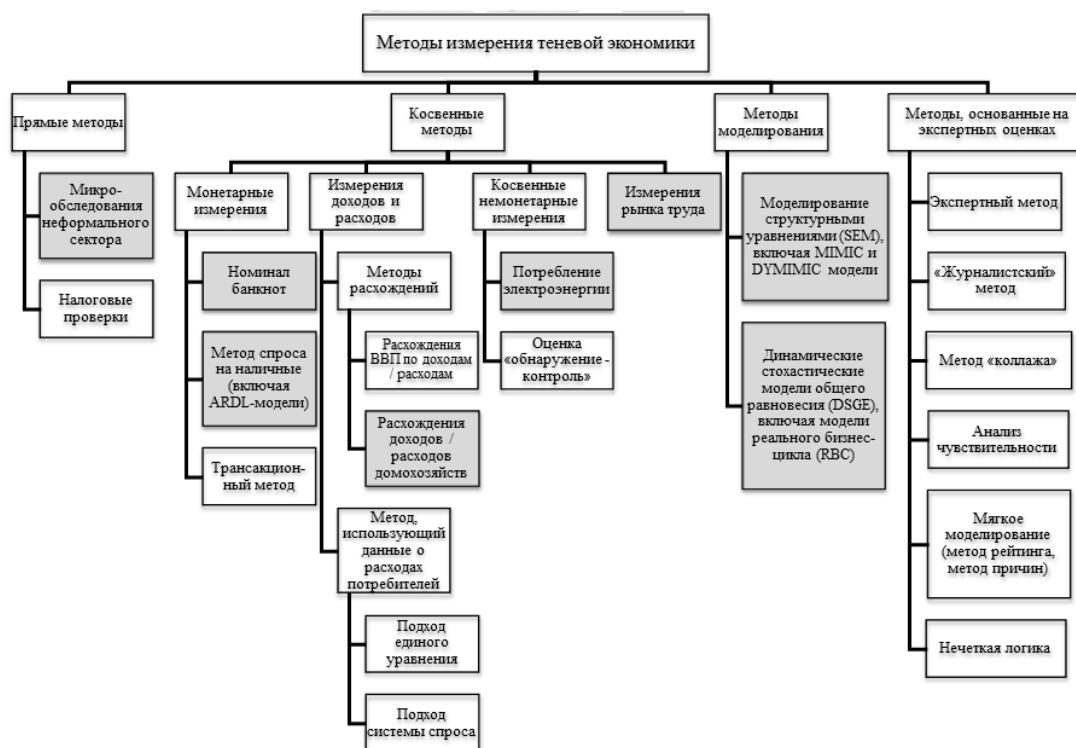 Методы измерения теневой экономики
Прямые методы
Микро-
обследования
неформального
сектора
Налоговые
проверки
Косвенные
методы
Монетарные
измерения
Номинал
банкнот
Метод спроса
на наличные
(включая
ARDL-модели)
Трансакцион-
ный метод
Измерения
доходов и
расходов
Методы
расхождений
Расхождения
ВВП по доходам
/ расходам
Расхождения
доходов /
расходов
домохозяйств
Метод,
использующий
данные о
расходах
потребителей
Подход
единого
уравнения
Подход
системы спроса
Косвенные
немонетарные
измерения
Потребление
электроэнергии
Оценка
«обнаружение -
контроль»
Измерения
рынка труда
Методы
моделирования
Моделирование
структурными
уравнениями (SEM),
включая MIMIC и
DYMIMIC модели
Динамические
стохастические
модели общего
равновесия (DSGE),
включая модели
реального бизнес-
цикла (RBC)
Методы, основанные на
экспертных оценках
Экспертный метод
«Журналистский»
метод
Метод «коллажа»
Анализ
чувствительности
Мягкое
моделирование
(метод рейтинга,
метод причин)
Нечеткая логика